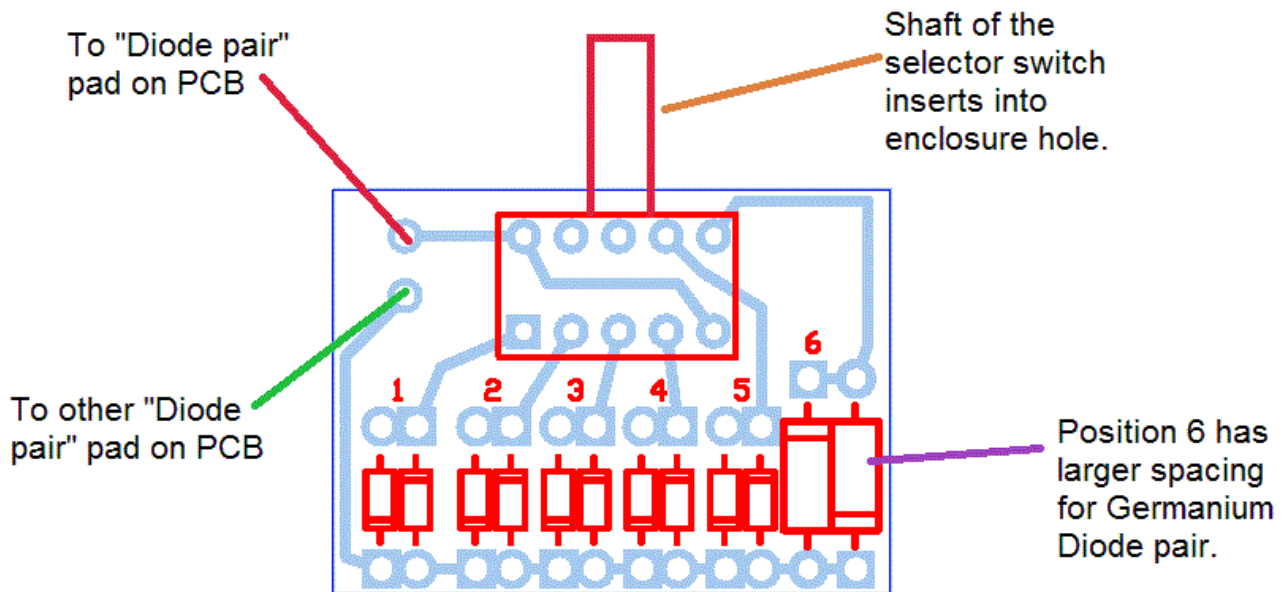 To "Diode pair"
pad on PCB
Shaft of the
selector switch
inserts into
enclosure hole.
6
1 2 3 4 5
To other "Diode
pair" pad on PCB
Position 6 has
larger spacing
for Germanium
Diode pair.